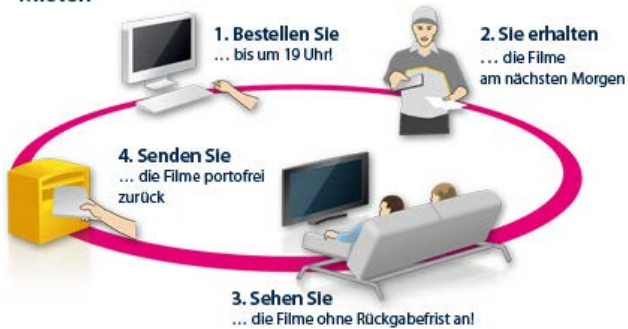 mieten
1. Bestellen Sie
... bis um 19 Uhr!
2. Sie erhalten
... die Filme
am nächsten Morgen
3. Sehen Sie
... die Filme ohne Rückgabefrist an!
4. Senden Sie
... die Filme portofrei
zurück